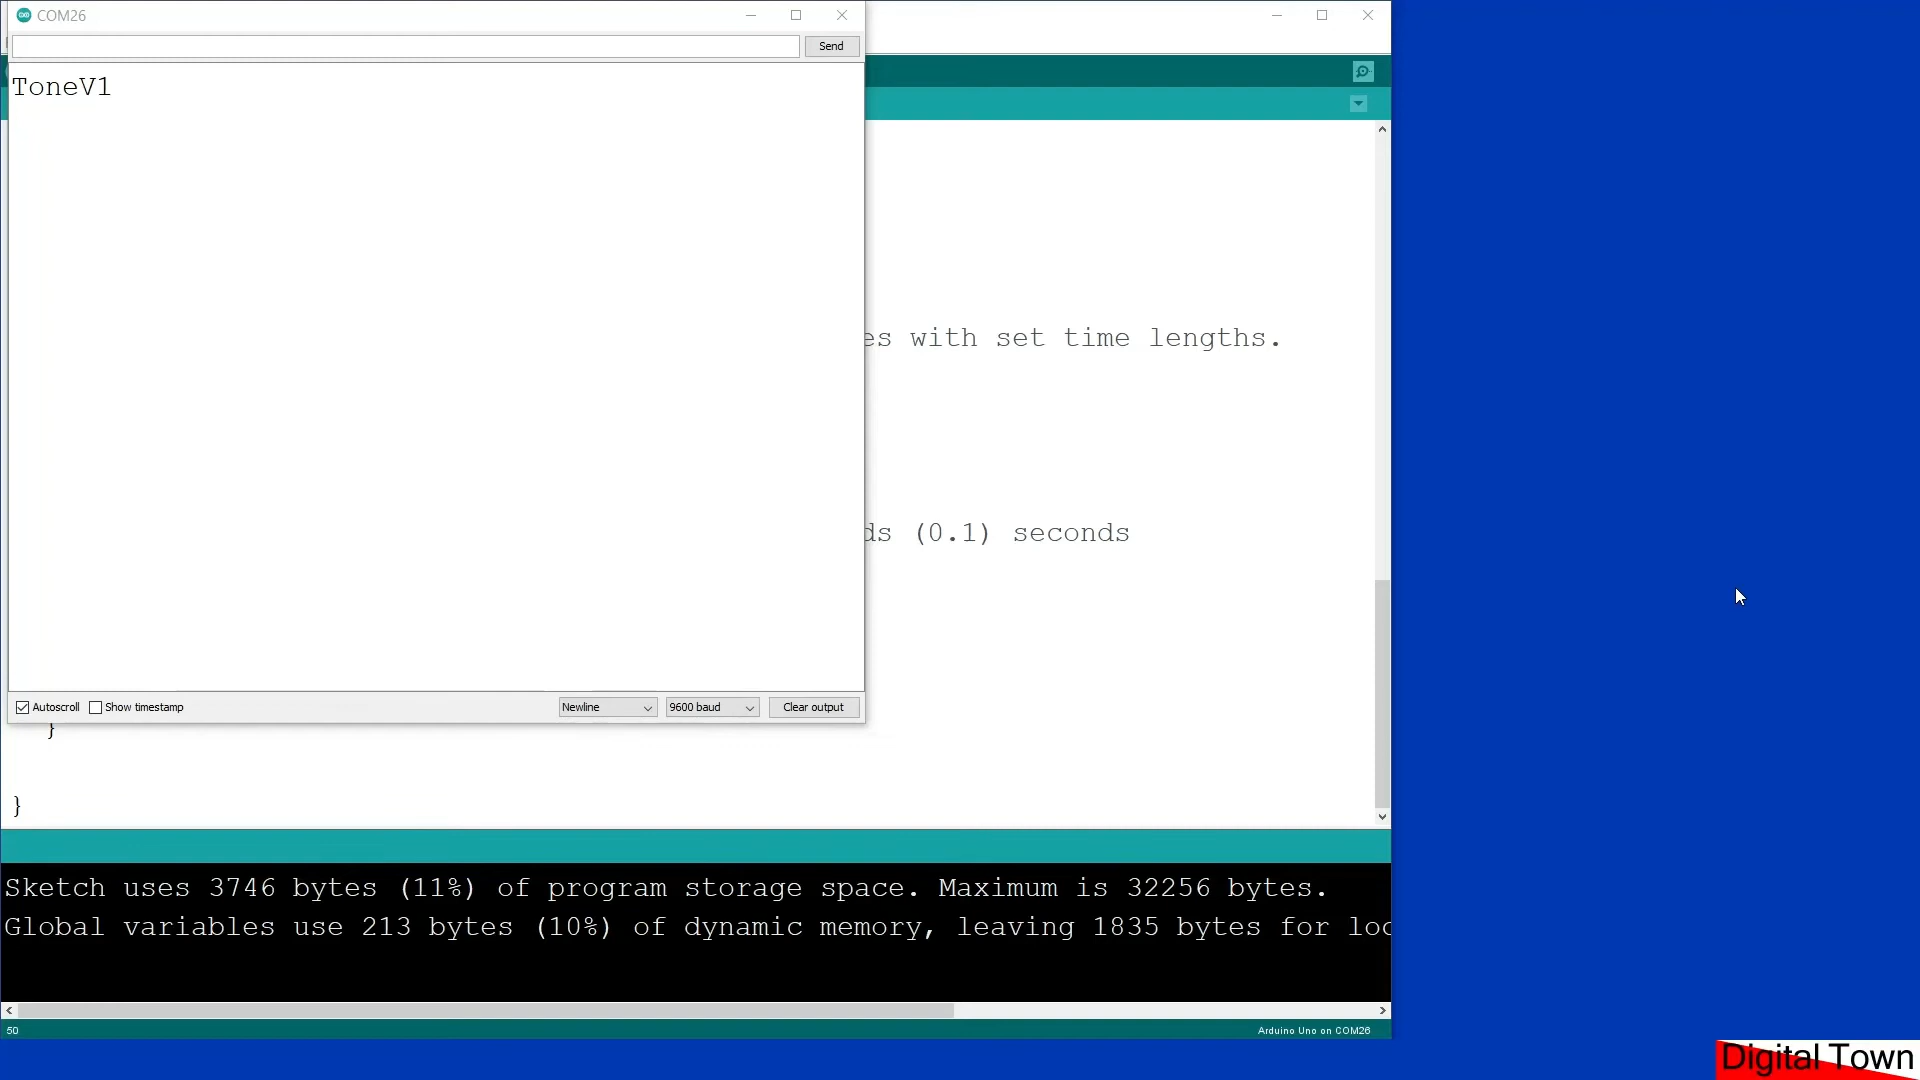 COM26
Send
ToneV1
es with set time lengths.
ds (0.1) seconds
Autoscroll Show timestamp Newline 9600 baud Clear output
}
}
Sketch uses 3746 bytes (11%) of program storage space. Maximum is 32256 bytes.
Global variables use 213 bytes (10%) of dynamic memory, leaving 1835 bytes for loc
50 Arduino Uno on COM26
Digital Town